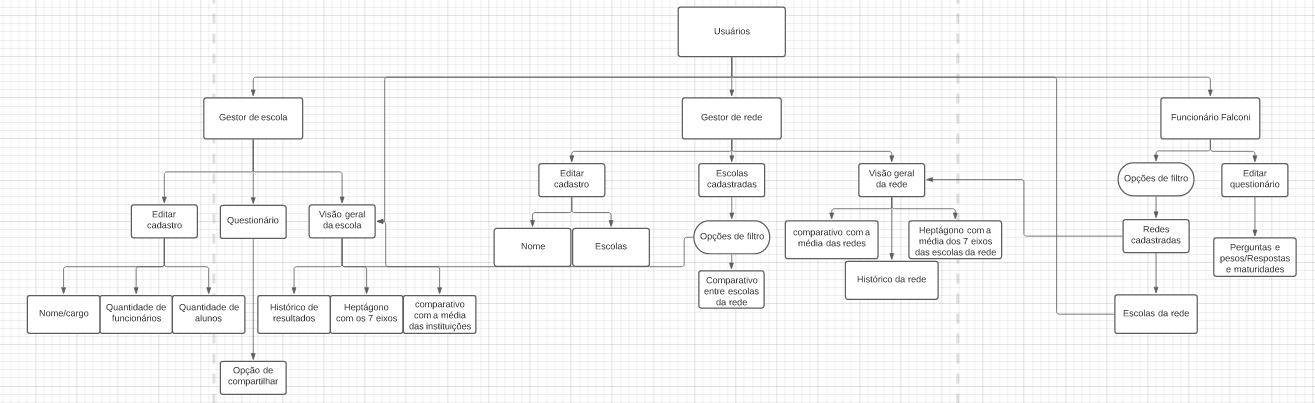 Usuários
Gestor de escola
Gestor de rede
Funcionário Falconi
Editar
cadastro
Escolas
cadastradas
Visão geral
da rede
Opções de filtro
Editar
questionário
Editar
cadastro
Questionário
Visão geral
da escola
Nome
Escolas
Opções de filtro
comparativo com a
média das redes
Heptágono com a
média dos 7 eixos
das escolas da rede
Redes
cadastradas
Perguntas e
pesos/Respostas
e maturidades
Histórico da rede
Comparativo
entre escolas
da rede
Nome/cargo
Quantidade de
funcionários
Quantidade de
alunos
Histórico de
resultados
Heptágono
com os 7 eixos
comparativo
com a média
das instituições
Escolas da rede
Opção de
compartilhar